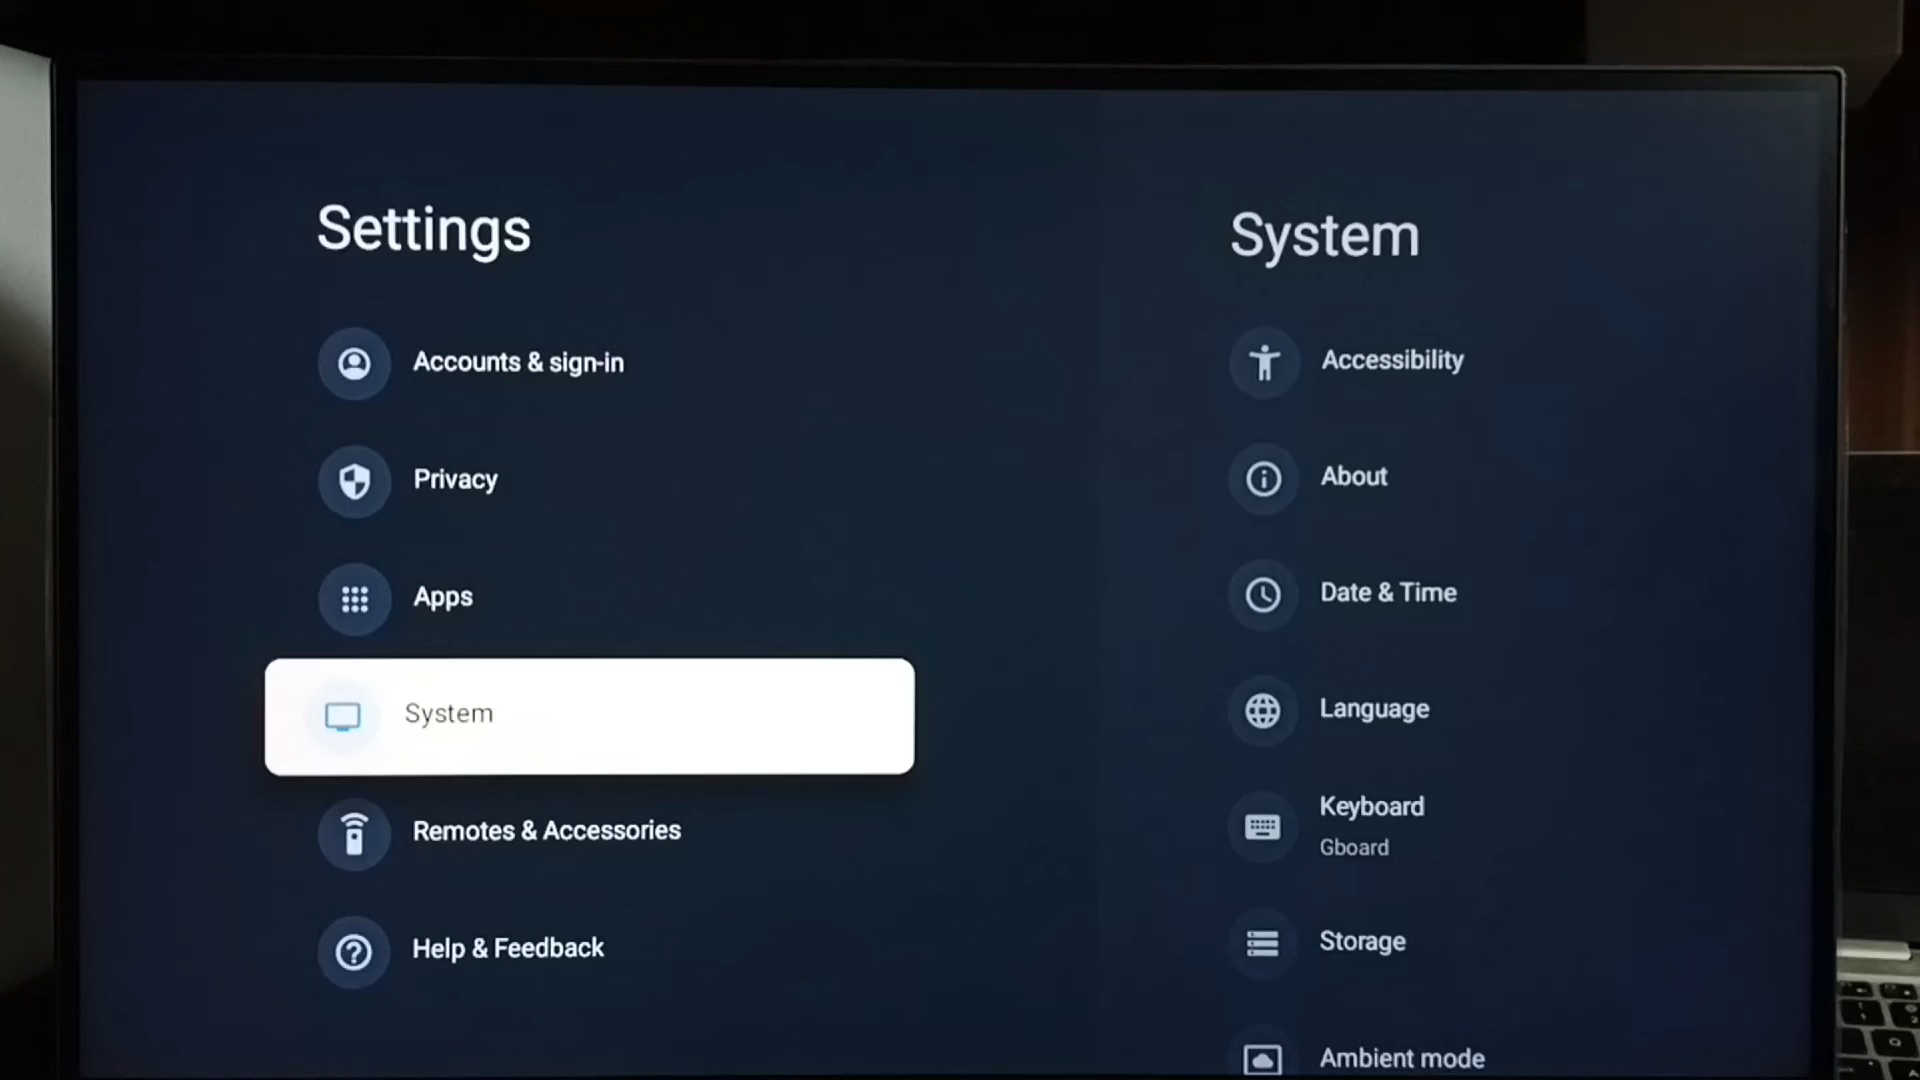 Settings
Accounts & sign-in
Privacy
Apps
System
Remotes & Accessories
Help & Feedback
System
Accessibility
About
Date & Time
Language
Keyboard
Gboard
Storage
Ambient mode